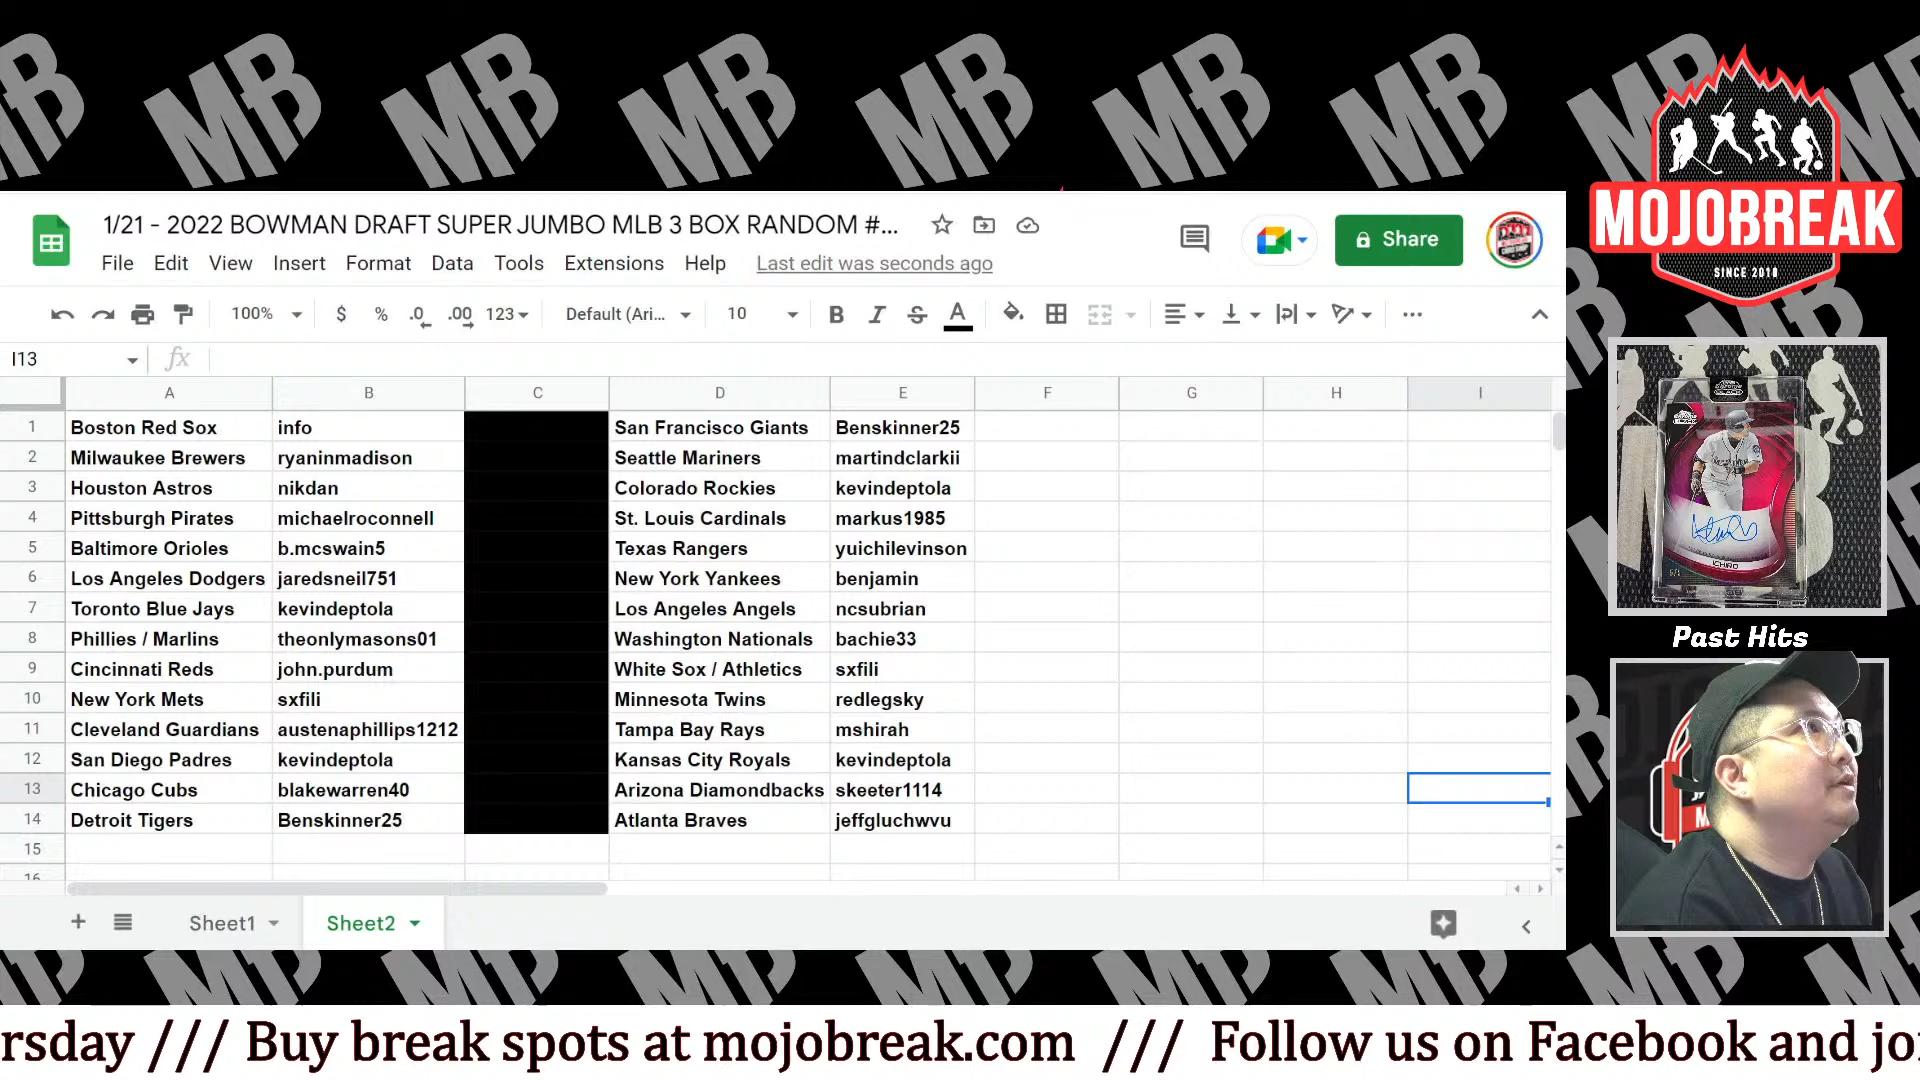 MOJOBREAK
SINCE 2018
1/21 - 2022 BOWMAN DRAFT SUPER JUMBO MLB 3 BOX RANDOM #...
Share
File Edit View Insert Format Data Tools Extensions Help Last edit was seconds ago
100% $ % .0 .00 123 Default (Ari... 10 B I S A ...
I13 fx
A B C D E F G H I
1 Boston Red Sox info San Francisco Giants Benskinner25
2 Milwaukee Brewers ryaninmadison Seattle Mariners martindclarkii
3 Houston Astros nikdan Colorado Rockies kevindeptola
4 Pittsburgh Pirates michaelroconnell St. Louis Cardinals markus1985
5 Baltimore Orioles b.mcswain5 Texas Rangers yuichilevinson
6 Los Angeles Dodgers jaredsneil751 New York Yankees benjamin
7 Toronto Blue Jays kevindeptola Los Angeles Angels ncsubrian
8 Phillies / Marlins theonlymasons01 Washington Nationals bachie33
9 Cincinnati Reds john.purdum White Sox / Athletics sxfili
10 New York Mets sxfili Minnesota Twins redlegsky
11 Cleveland Guardians austenaphillips1212 Tampa Bay Rays mshirah
12 San Diego Padres kevindeptola Kansas City Royals kevindeptola
13 Chicago Cubs blakewarren40 Arizona Diamondbacks skeeter1114
14 Detroit Tigers Benskinner25 Atlanta Braves jeffgluchwvu
15
16
Sheet1 Sheet2
ICHIRO
Past Hits
rsday /// Buy break spots at mojobreak.com /// Follow us on Facebook and joi